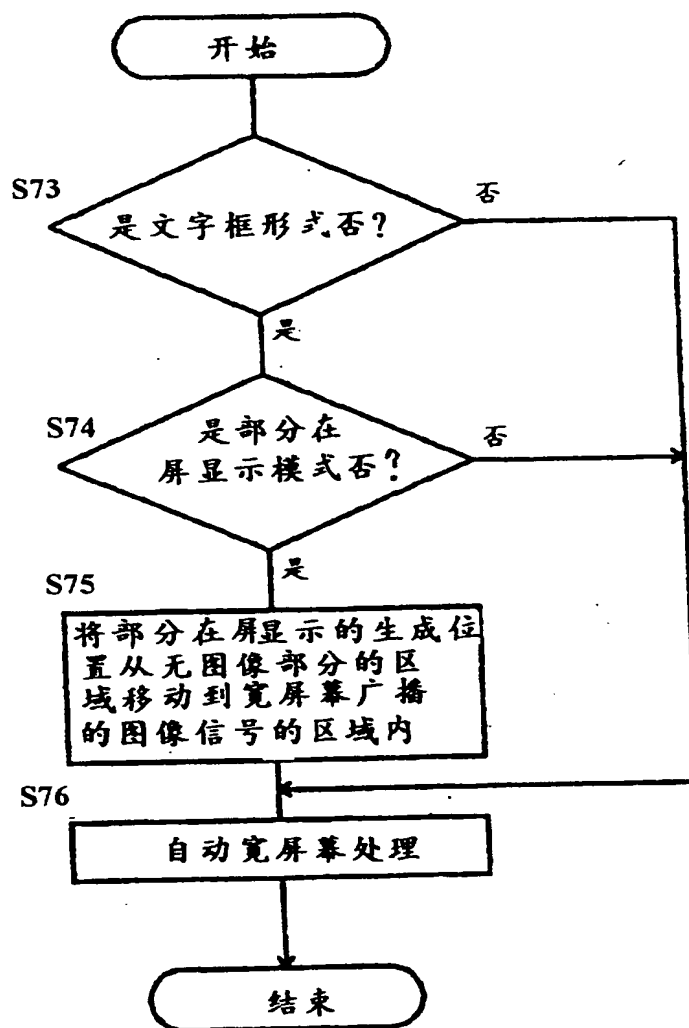 开始
S73
否
是文字框形式否？
是
S74
是部分在
否
屏显示模式否？
是
S75
将部分在屏显示的生成位
置从无图像部分的区
域移动到宽屏幕广播
的图像信号的区域内
S76
自动宽屏幕处理
结束